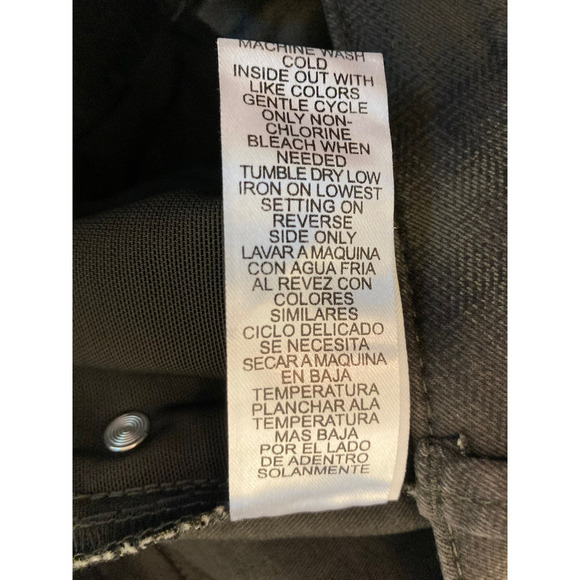 MACHINE WASH
COLD
INSIDE OUT WITH
LIKE COLORS
GENTLE CYCLE
ONLY NON-
CHLORINE
BLEACH WHEN
NEEDED
TUMBLE DRY LOW
IRON ON LOWEST
SETTING ON
REVERSE
SIDE ONLY
LAVAR A MAQUINA
CON AGUA FRIA
AL REVEZ CON
COLORES
SIMILARES
CICLO DELICADO
SE NECESITA
SECAR A MAQUINA
EN BAJA
TEMPERATURA
PLANCHAR ALA
TEMPERATURA
MAS BAJA
POR EL LADO
DE ADENTRO
SOLANMENTE